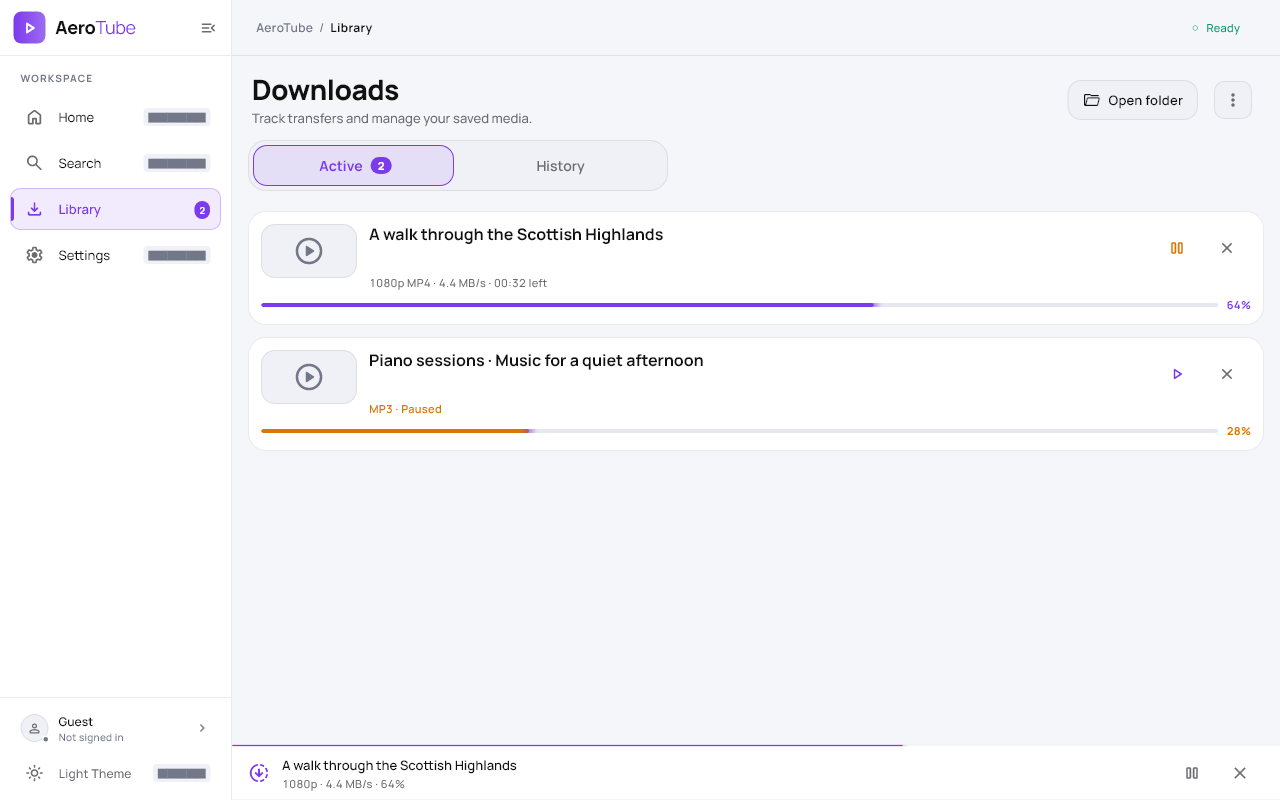 AeroTube
AeroTube / Library
Ready
WORKSPACE
Home
Search
Library 2
Settings
Downloads
Track transfers and manage your saved media.
Open folder
Active 2
History
A walk through the Scottish Highlands
1080p MP4 · 4.4 MB/s · 00:32 left
64%
Piano sessions · Music for a quiet afternoon
MP3 · Paused
28%
Guest
Not signed in
Light Theme
A walk through the Scottish Highlands
1080p · 4.4 MB/s · 64%